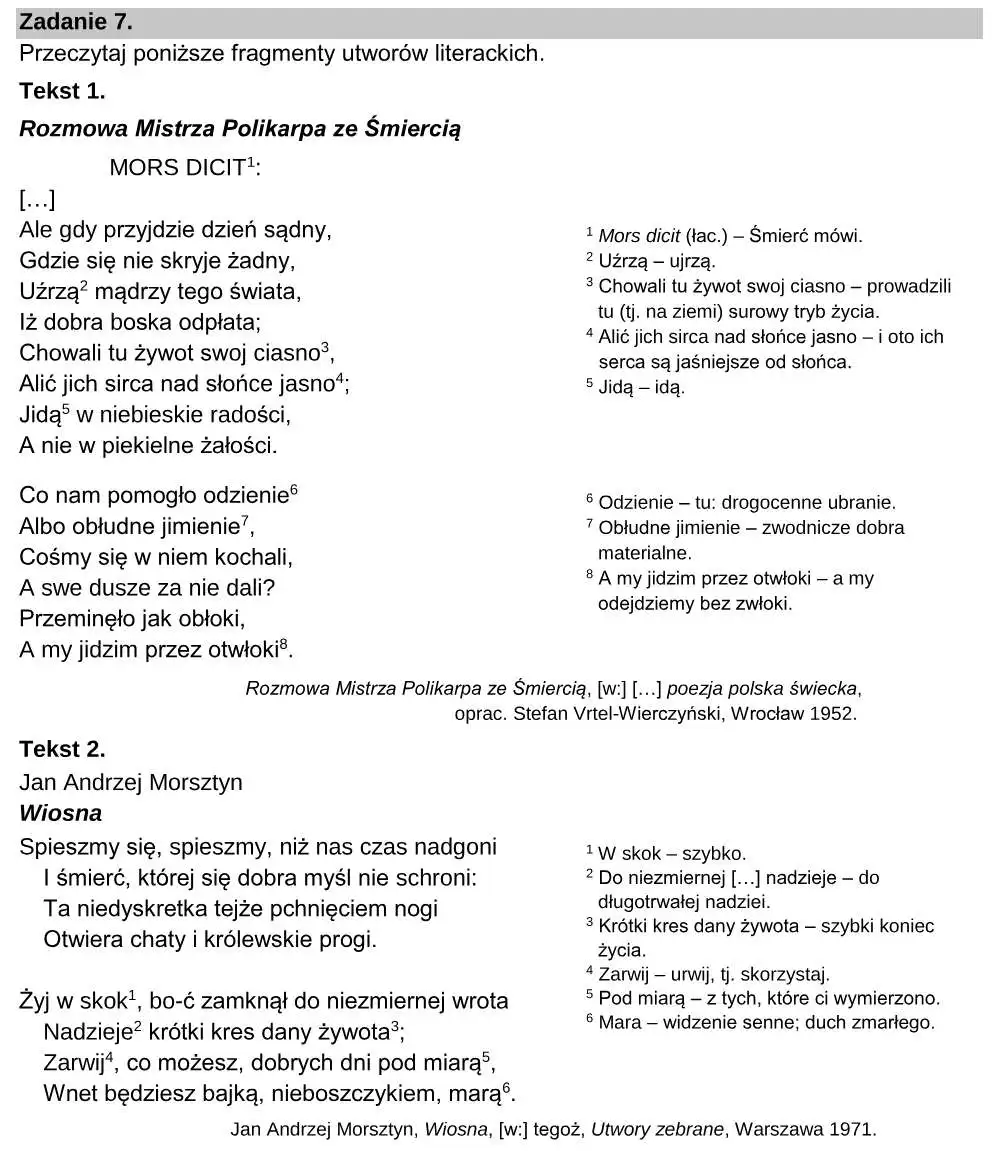 Zadanie 7.
Przeczytaj poniższe fragmenty utworów literackich.
Tekst 1.
Rozmowa Mistrza Polikarpa ze Śmiercią
MORS DICIT¹:
[…]
Ale gdy przyjdzie dzień sądny,
Gdzie się nie skryje żadny,
Uźrzą² mądrzy tego świata,
Iż dobra boska odpłata;
Chowali tu żywot swoj ciasno³,
Alić jich sirca nad słońce jasno⁴;
Jidą⁵ w niebieskie radości,
A nie w piekielne żałości.
¹ Mors dicit (łac.) – Śmierć mówi.
² Uźrzą – ujrzą.
³ Chowali tu żywot swoj ciasno – prowadzili
tu (tj. na ziemi) surowy tryb życia.
⁴ Alić jich sirca nad słońce jasno – i oto ich
serca są jaśniejsze od słońca.
⁵ Jidą – idą.
Co nam pomogło odzienie⁶
Albo obłudne jimienie⁷,
Cośmy się w niem kochali,
A swe dusze za nie dali?
Przeminęło jak obłoki,
A my jidzim przez otwłoki⁸.
⁶ Odzienie – tu: drogocenne ubranie.
⁷ Obłudne jimienie – zwodnicze dobra
materialne.
⁸ A my jidzim przez otwłoki – a my
odejdziemy bez zwłoki.
Rozmowa Mistrza Polikarpa ze Śmiercią, [w:] […] poezja polska świecka,
oprac. Stefan Vrtel-Wierczyński, Wrocław 1952.
Tekst 2.
Jan Andrzej Morsztyn
Wiosna
Spieszmy się, spieszmy, niż nas czas nadgoni
I śmierć, której się dobra myśl nie schroni:
Ta niedyskretka tejże pchnięciem nogi
Otwiera chaty i królewskie progi.
Żyj w skok¹, bo-ć zamknął do niezmiernej wrota
Nadzieje² krótki kres dany żywota³;
Zarwij⁴, co możesz, dobrych dni pod miarą⁵,
Wnet będziesz bajką, nieboszczykiem, marą⁶.
¹ W skok – szybko.
² Do niezmiernej […] nadzieje – do
długotrwałej nadziei.
³ Krótki kres dany żywota – szybki koniec
życia.
⁴ Zarwij – urwij, tj. skorzystaj.
⁵ Pod miarą – z tych, które ci wymierzono.
⁶ Mara – widzenie senne; duch zmarłego.
Jan Andrzej Morsztyn, Wiosna, [w:] tegoż, Utwory zebrane, Warszawa 1971.